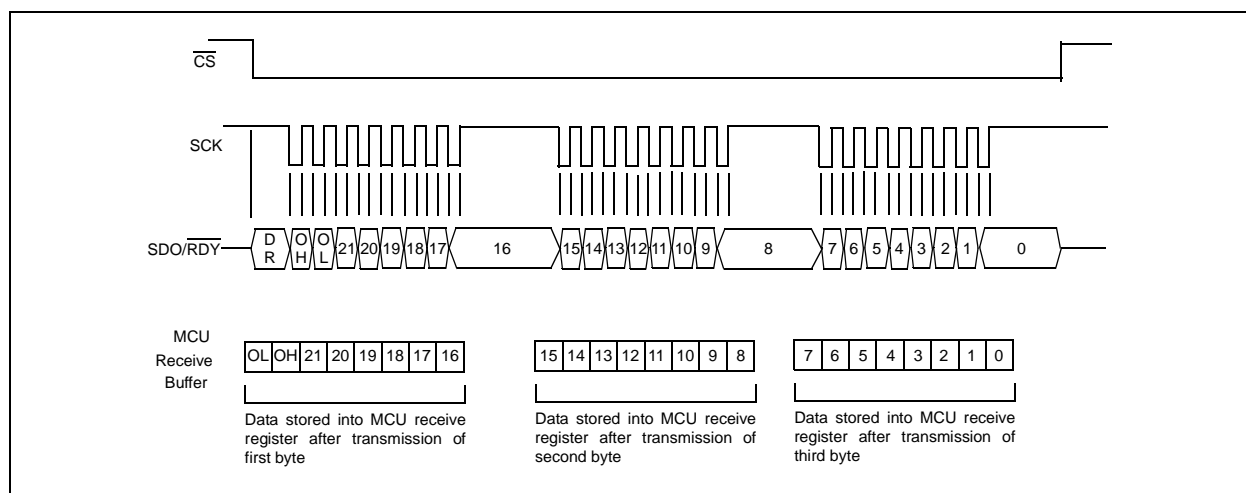 CS
SCK
SDO/RDY
D R
O H
O L
21 20 19 18 17 16 15 14 13 12 11 10 9 8 7 6 5 4 3 2 1 0
MCU
Receive
Buffer
OL OH 21 20 19 18 17 16
15 14 13 12 11 10 9 8
7 6 5 4 3 2 1 0
Data stored into MCU receive
register after transmission of
first byte
Data stored into MCU receive
register after transmission of
second byte
Data stored into MCU receive
register after transmission of
third byte